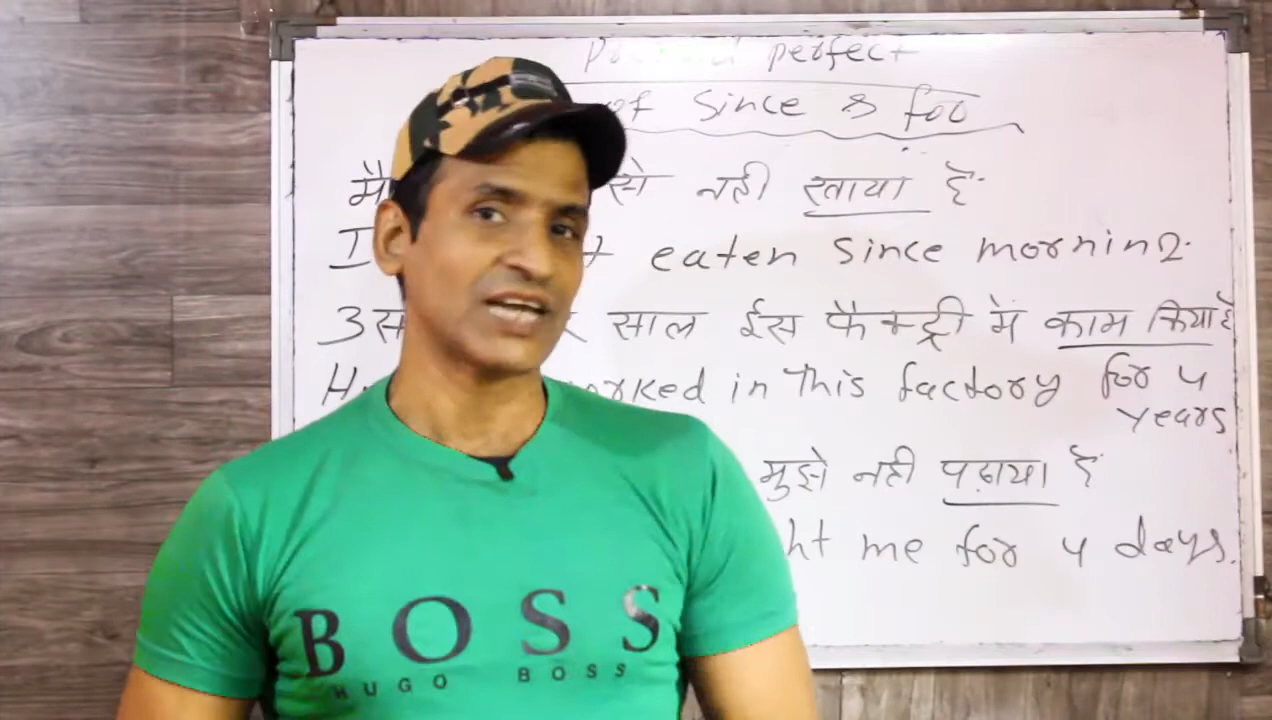 perfect
of Since & for
से नही खाया है
I eaten Since morning.
साल ईस फैक्ट्री में काम किया है
in This factory for 4
years
मुझे नही पढ़ाया है
me for 4 days.
BOSS
HUGO BOSS